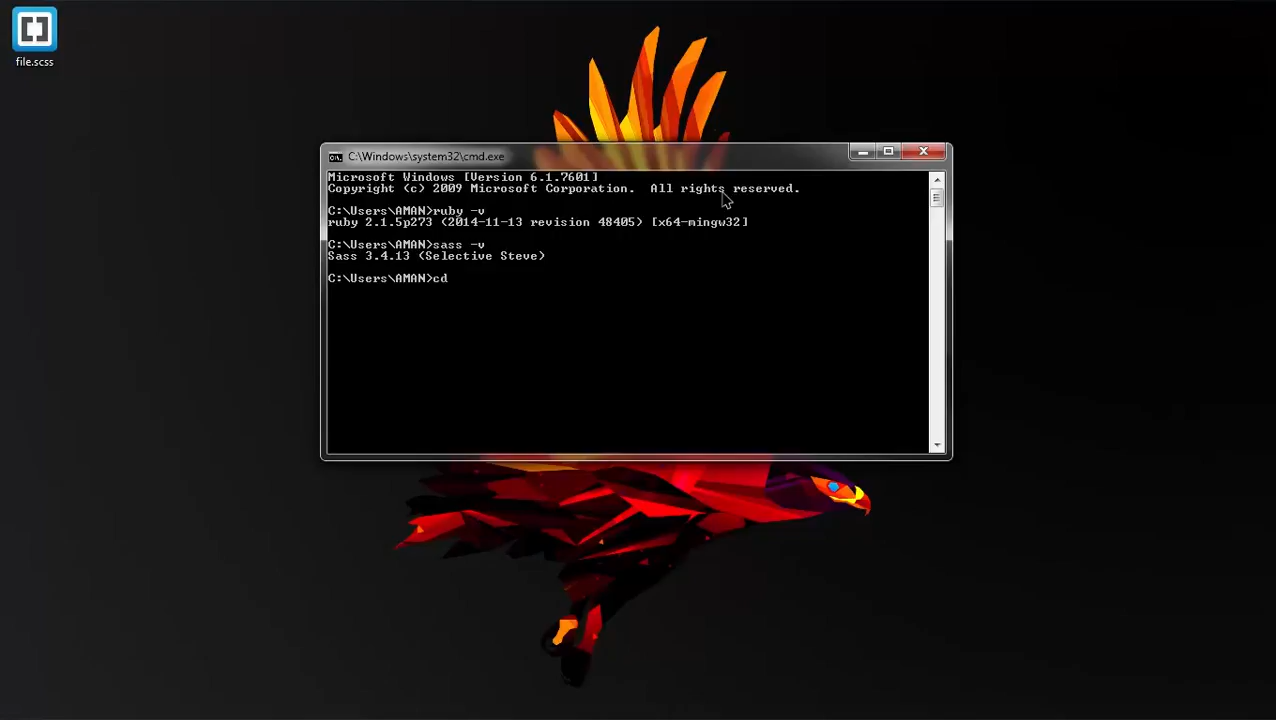 file.scss
C:\Windows\system32\cmd.exe
Microsoft Windows [Version 6.1.7601]
Copyright (c) 2009 Microsoft Corporation.  All rights reserved.
C:\Users\AMAN>ruby -v
ruby 2.1.5p273 (2014-11-13 revision 48405) [x64-mingw32]
C:\Users\AMAN>sass -v
Sass 3.4.13 (Selective Steve)
C:\Users\AMAN>cd